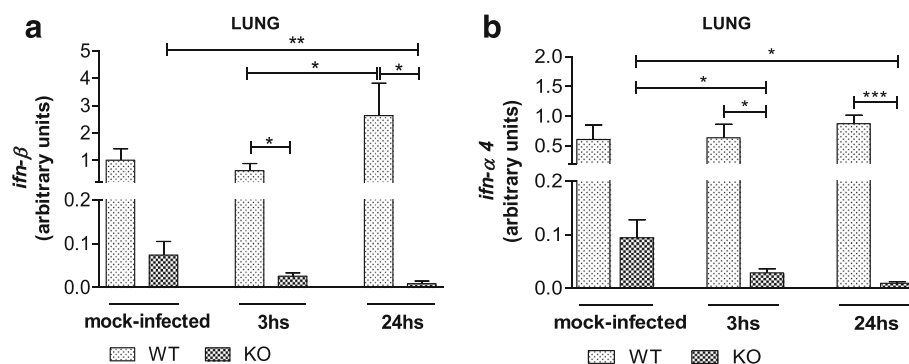 a
LUNG
**
*
*
*
ifn-β
(arbitrary units)
5
4
3
2
1
0.2
0.1
0.0
mock-infected
3hs
24hs
WT
KO
b
LUNG
*
*
*
***
ifn-α 4
(arbitrary units)
2.0
1.5
1.0
0.5
0.2
0.1
0.0
mock-infected
3hs
24hs
WT
KO